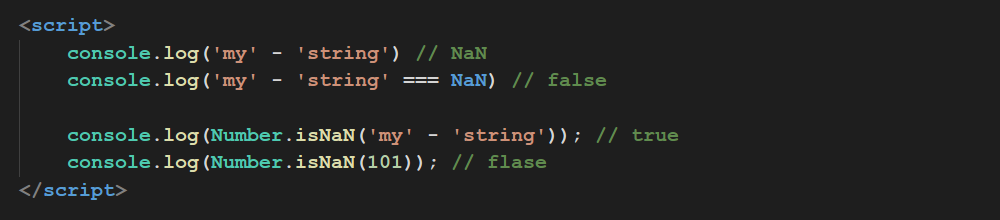 <script>
console.log('my' - 'string') // NaN
console.log('my' - 'string' === NaN) // false
console.log(Number.isNaN('my' - 'string')); // true
console.log(Number.isNaN(101)); // flase
</script>